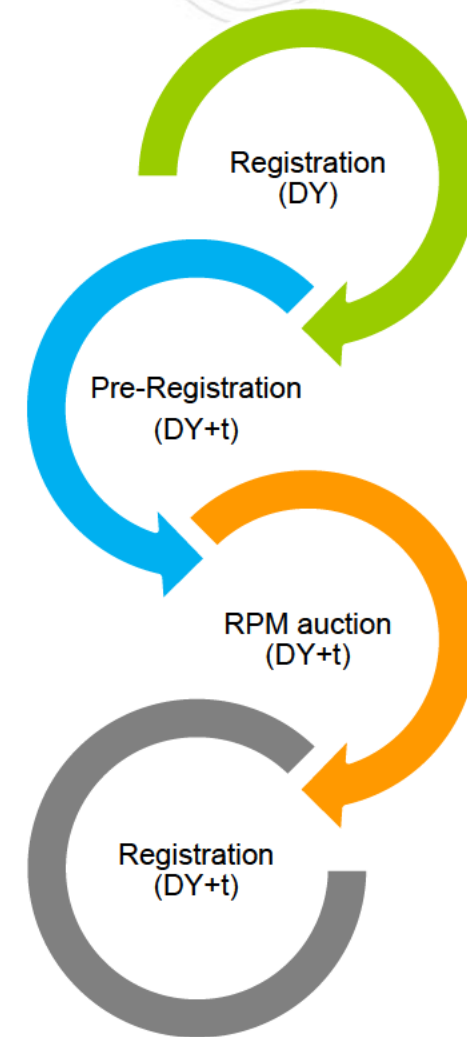 Registration
(DY)
Pre-Registration
(DY+t)
RPM auction
(DY+t)
Registration
(DY+t)